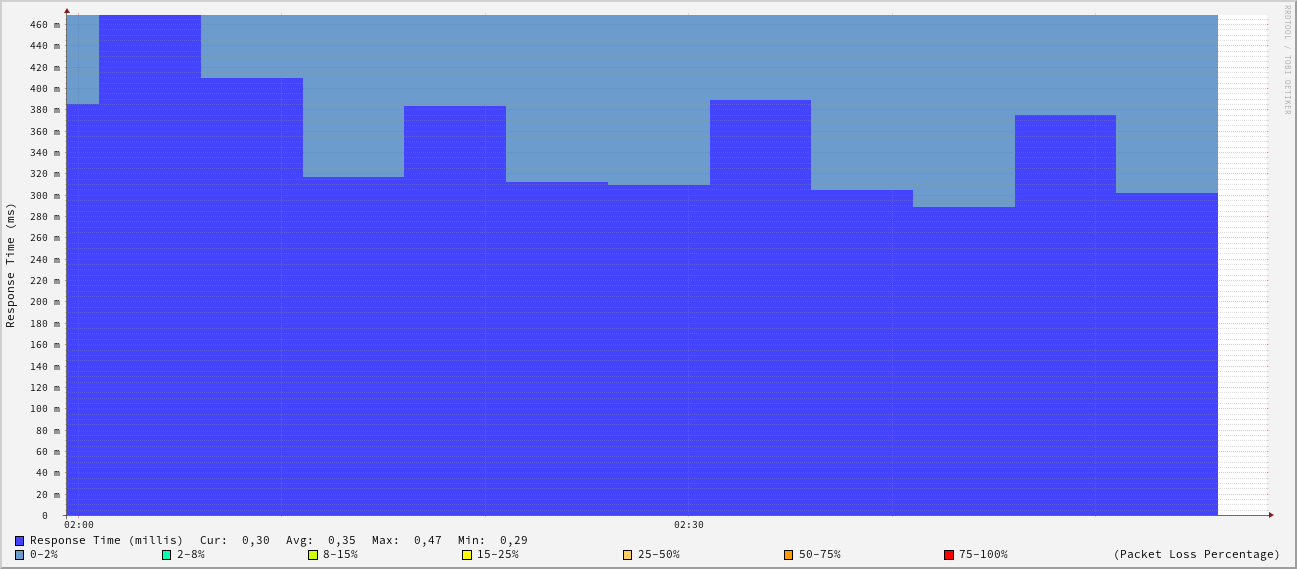 RRDTOOL / TOBI OETIKER
Response Time (ms)
460 m
440 m
420 m
400 m
380 m
360 m
340 m
320 m
300 m
280 m
260 m
240 m
220 m
200 m
180 m
160 m
140 m
120 m
100 m
80 m
60 m
40 m
20 m
0
02:00 02:30
Response Time (millis) Cur: 0,30 Avg: 0,35 Max: 0,47 Min: 0,29
0-2% 2-8% 8-15% 15-25% 25-50% 50-75% 75-100% (Packet Loss Percentage)